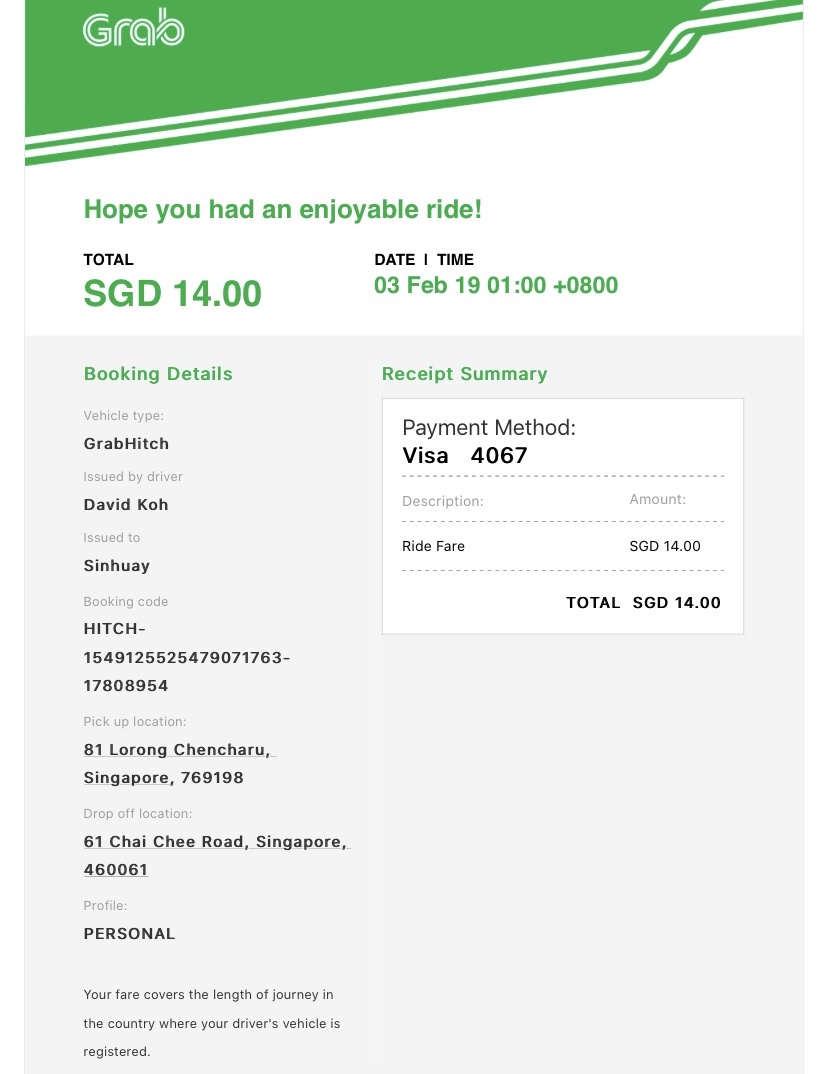 Grab
Hope you had an enjoyable ride!
TOTAL
SGD 14.00
DATE | TIME
03 Feb 19 01:00 +0800
Booking Details
Vehicle type:
GrabHitch
Issued by driver
David Koh
Issued to
Sinhuay
Booking code
HITCH-
1549125525479071763-
17808954
Pick up location:
81 Lorong Chencharu,
Singapore, 769198
Drop off location:
61 Chai Chee Road, Singapore,
460061
Profile:
PERSONAL
Your fare covers the length of journey in
the country where your driver's vehicle is
registered.
Receipt Summary
Payment Method:
Visa 4067
Description: Amount:
Ride Fare SGD 14.00
TOTAL SGD 14.00